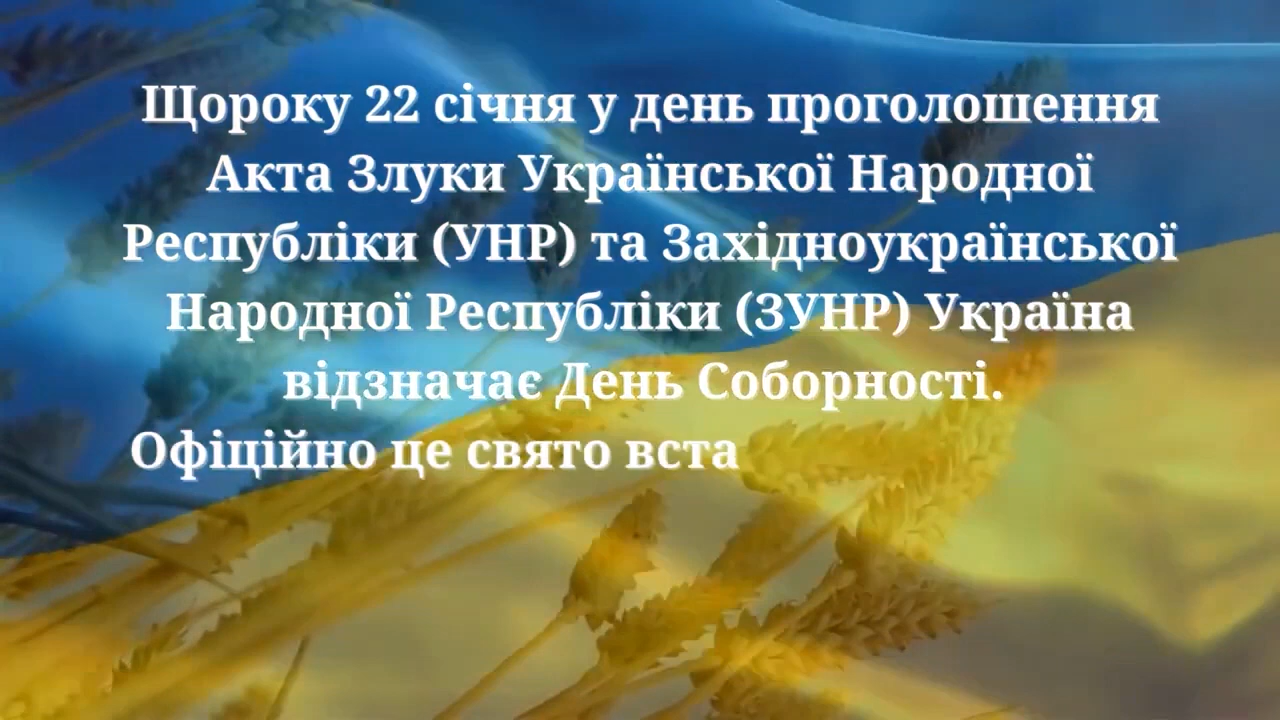 Щороку 22 січня у день проголошення
Акта Злуки Української Народної
Республіки (УНР) та Західноукраїнської
Народної Республіки (ЗУНР) Україна
відзначає День Соборності.
Офіційно це свято вста